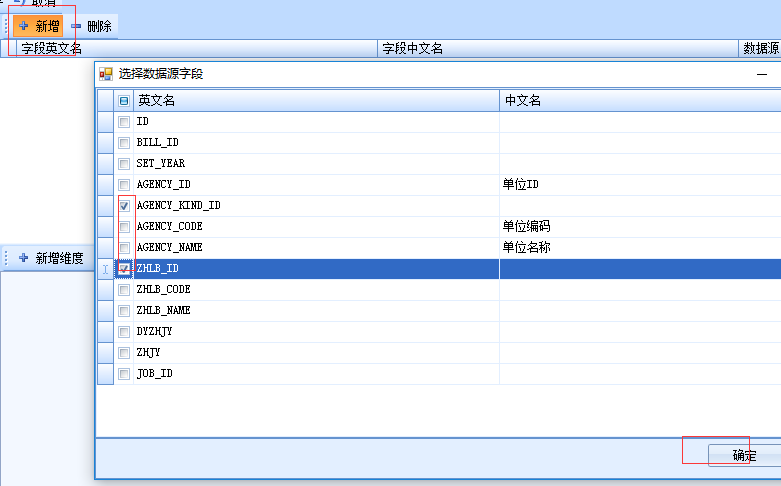 取消
新增 删除
字段英文名 字段中文名 数据源
选择数据源字段
英文名 中文名
ID
BILL_ID
SET_YEAR
AGENCY_ID 单位ID
AGENCY_KIND_ID
AGENCY_CODE 单位编码
AGENCY_NAME 单位名称
新增维度
ZHLB_ID
ZHLB_CODE
ZHLB_NAME
DYZHJY
ZHJY
JOB_ID
确定